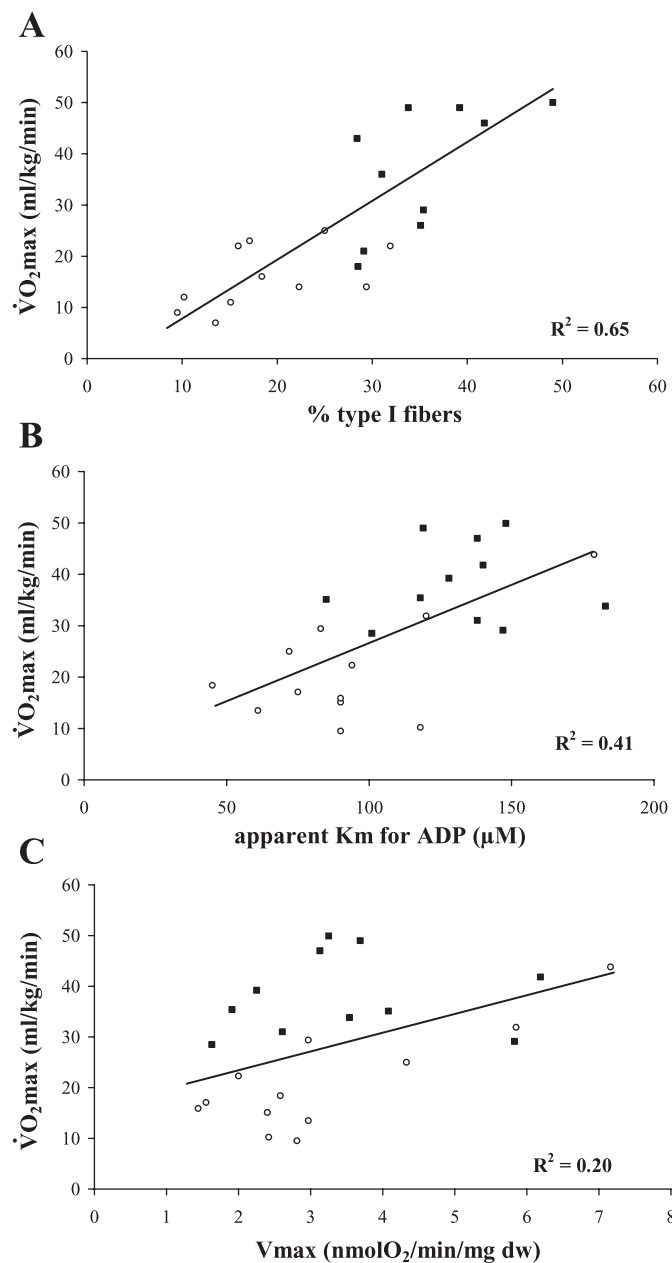 A
60
50
40
30
20
10
0
V̇O₂max (ml/kg/min)
R² = 0.65
0 10 20 30 40 50 60
% type I fibers
B
60
50
40
30
20
10
0
V̇O₂max (ml/kg/min)
R² = 0.41
0 50 100 150 200
apparent Km for ADP (µM)
C
60
50
40
30
20
10
0
V̇O₂max (ml/kg/min)
R² = 0.20
0 1 2 3 4 5 6 7 8
Vmax (nmolO₂/min/mg dw)